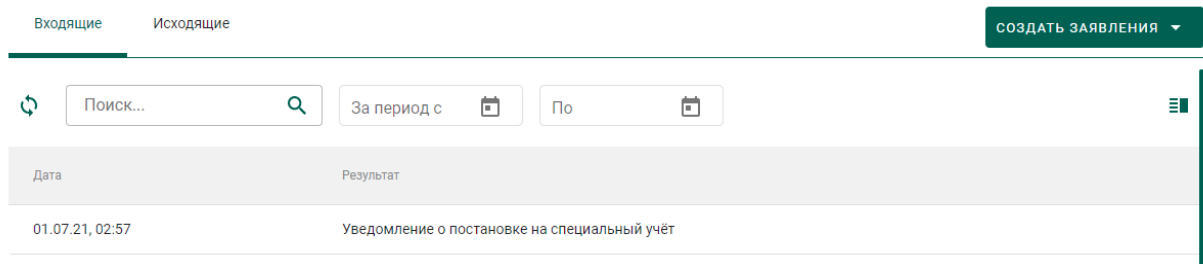 Входящие Исходящие СОЗДАТЬ ЗАЯВЛЕНИЯ
Поиск... За период с По
Дата Результат
01.07.21, 02:57 Уведомление о постановке на специальный учёт